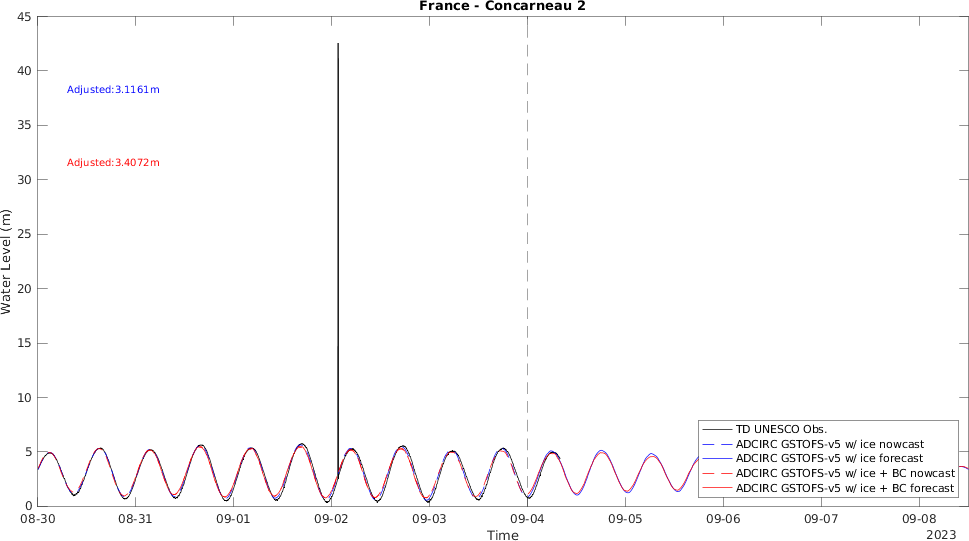 France - Concarneau 2
Water Level (m)
45
40
35
30
25
20
15
10
5
0
Adjusted:3.1161m
Adjusted:3.4072m
TD UNESCO Obs.
ADCIRC GSTOFS-v5 w/ ice nowcast
ADCIRC GSTOFS-v5 w/ ice forecast
ADCIRC GSTOFS-v5 w/ ice + BC nowcast
ADCIRC GSTOFS-v5 w/ ice + BC forecast
08-30 08-31 09-01 09-02 09-03 09-04 09-05 09-06 09-07 09-08
Time
2023